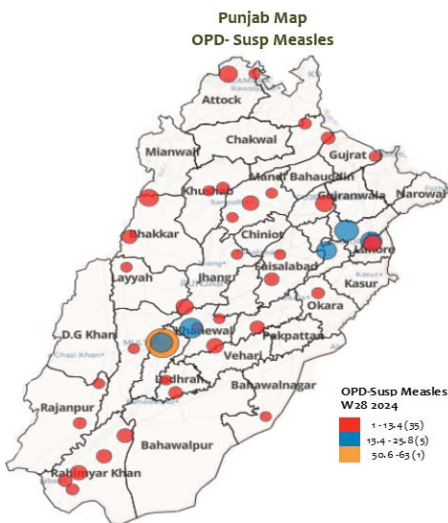 Punjab Map
OPD- Susp Measles
Attock
Chakwal
Mianwali
Gujrat
Mandi Bahauddin
Khushab
Gujranwala
Narowal
Bhakkar
Chiniot
Lahore
Layyah
Jhang
Faisalabad
Kasur
Okara
D.G Khan
Khanewal
Pakpattan
Vehari
Lodhran
Bahawalnagar
Rajanpur
Bahawalpur
Rahimyar Khan
OPD-Susp Measles
W28 2024
1 -13.4 (35)
13.4 -25.8 (5)
50.6 -63 (1)